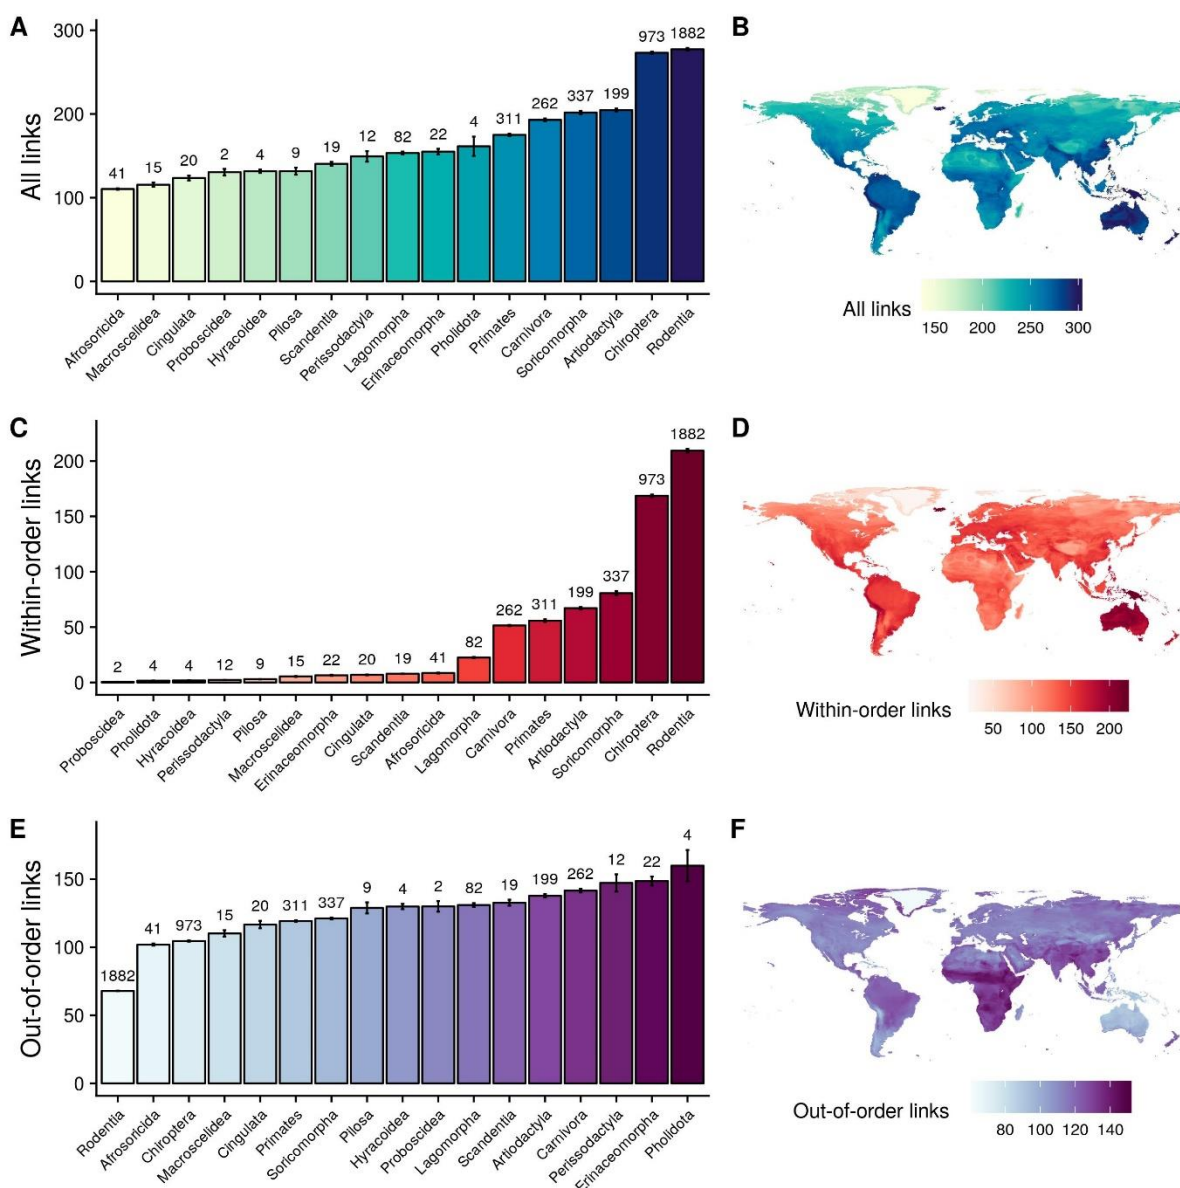 A
B
All links
300
200
100
0
41
15
20
2
4
9
19
12
82
22
4
311
262
337
199
973
1882
Afrosoricida
Macroscelidea
Cingulata
Proboscidea
Hyracoidea
Pilosa
Scandentia
Perissodactyla
Lagomorpha
Erinaceomorpha
Pholidota
Primates
Carnivora
Soricomorpha
Artiodactyla
Chiroptera
Rodentia
All links
150 200 250 300
C
D
Within-order links
200
150
100
50
0
2
4
4
12
9
15
22
20
19
41
82
262
311
199
337
973
1882
Proboscidea
Pholidota
Hyracoidea
Perissodactyla
Pilosa
Macroscelidea
Erinaceomorpha
Cingulata
Scandentia
Afrosoricida
Lagomorpha
Carnivora
Primates
Artiodactyla
Soricomorpha
Chiroptera
Rodentia
Within-order links
50 100 150 200
E
F
Out-of-order links
150
100
50
0
1882
41
973
15
20
311
337
9
4
2
82
19
199
262
12
22
4
Rodentia
Afrosoricida
Chiroptera
Macroscelidea
Cingulata
Primates
Soricomorpha
Pilosa
Hyracoidea
Proboscidea
Lagomorpha
Scandentia
Artiodactyla
Carnivora
Perissodactyla
Erinaceomorpha
Pholidota
Out-of-order links
80 100 120 140